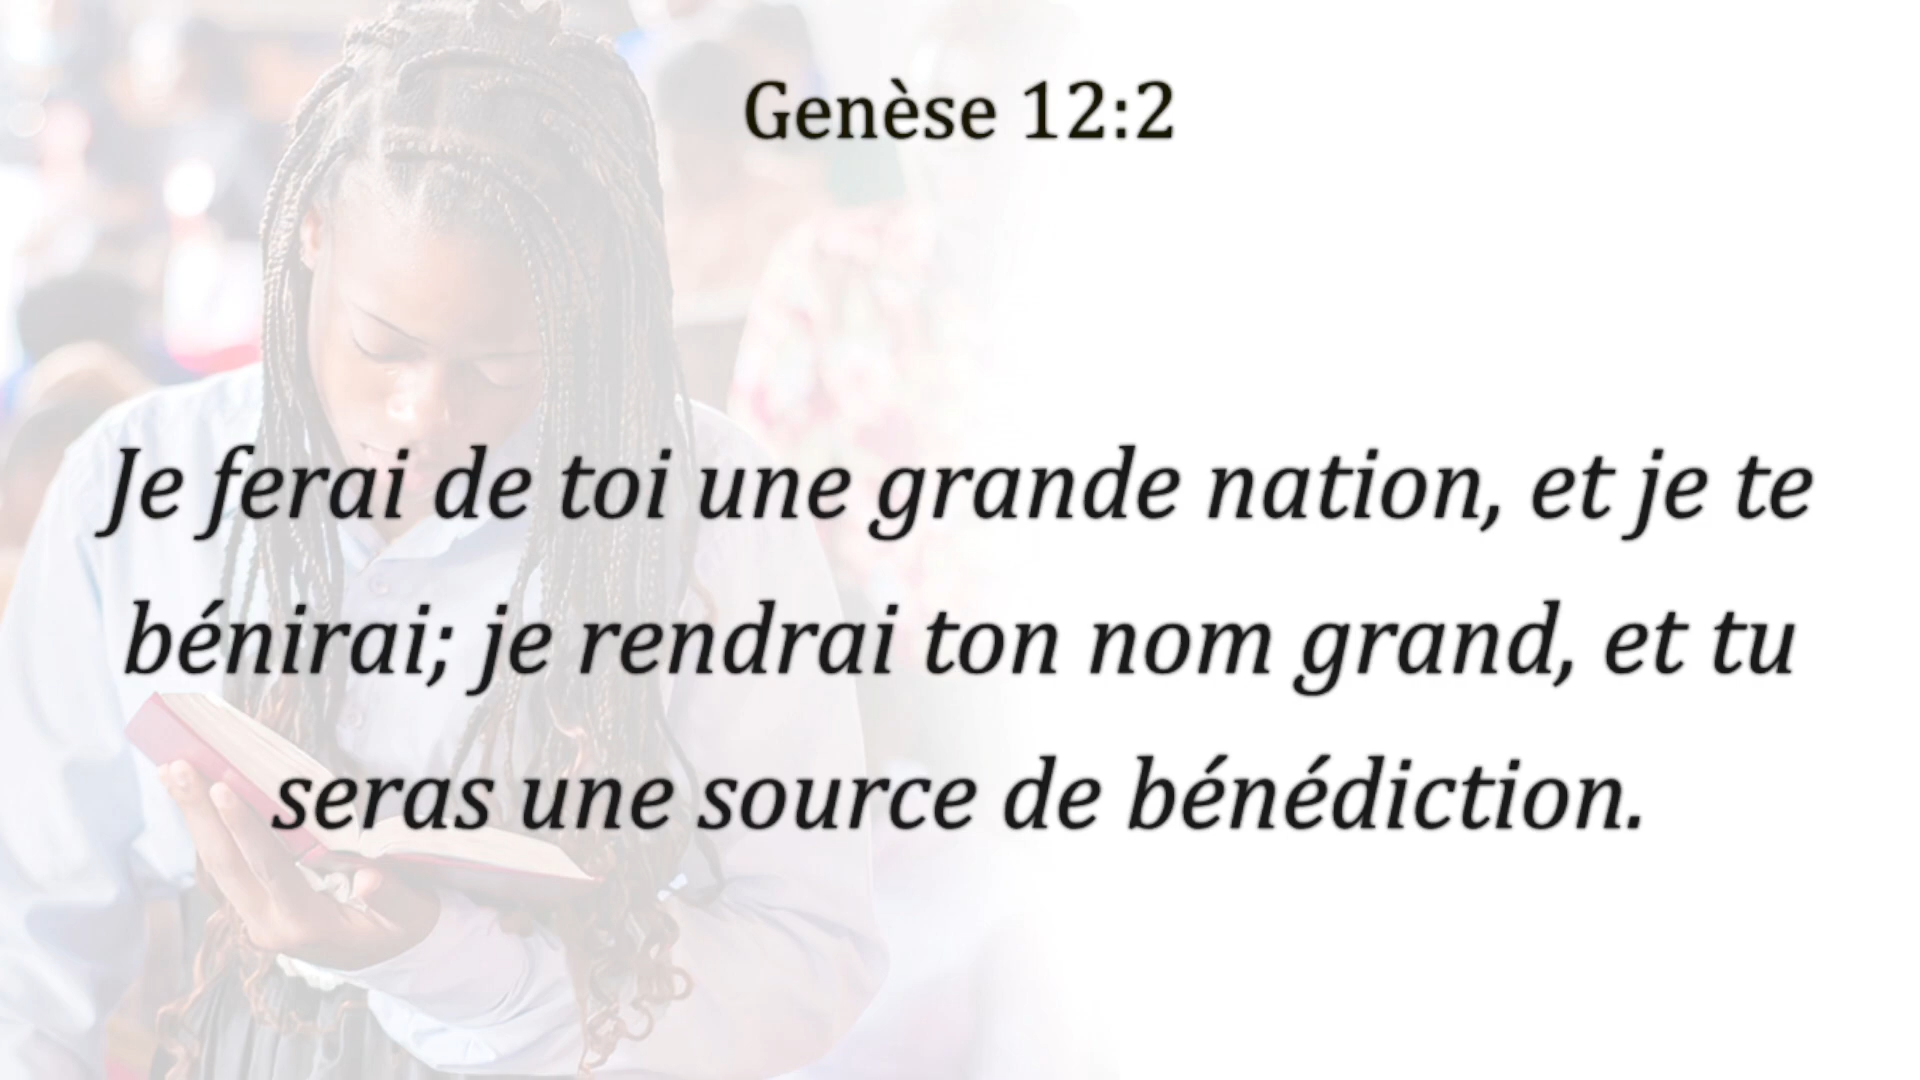 Genèse 12:2
Je ferai de toi une grande nation, et je te
bénirai; je rendrai ton nom grand, et tu
seras une source de bénédiction.